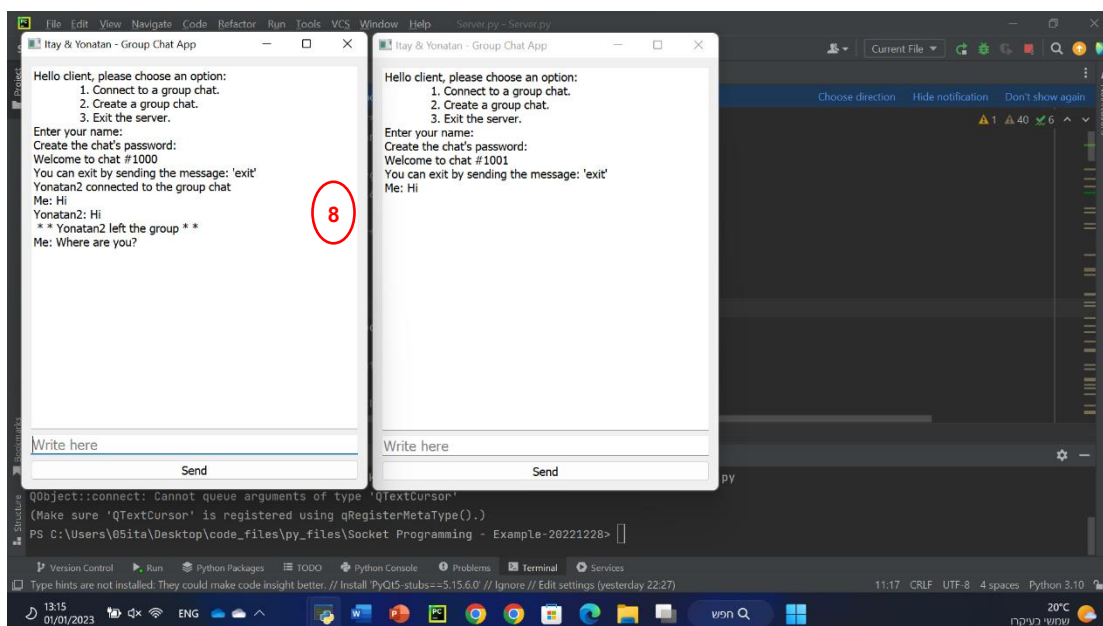 File Edit View Navigate Code Refactor Run Tools VCS Window Help Server.py - Server.py
Itay & Yonatan - Group Chat App
Hello client, please choose an option:
1. Connect to a group chat.
2. Create a group chat.
3. Exit the server.
Enter your name:
Create the chat's password:
Welcome to chat #1000
You can exit by sending the message: 'exit'
Yonatan2 connected to the group chat
Me: Hi
Yonatan2: Hi
* * Yonatan2 left the group * *
Me: Where are you?
8
Write here
Send
Itay & Yonatan - Group Chat App
Hello client, please choose an option:
1. Connect to a group chat.
2. Create a group chat.
3. Exit the server.
Enter your name:
Create the chat's password:
Welcome to chat #1001
You can exit by sending the message: 'exit'
Me: Hi
Write here
Send
Current File
Choose direction Hide notification Don't show again
1 40 6
Project
Bookmarks
Structure
py
QObject::connect: Cannot queue arguments of type 'QTextCursor'
(Make sure 'QTextCursor' is registered using qRegisterMetaType().)
PS C:\Users\05ita\Desktop\code_files\py_files\Socket Programming - Example-20221228>
Version Control Run Python Packages TODO Python Console Problems Terminal Services
Type hints are not installed: They could make code insight better. // Install 'PyQt5-stubs==5.15.6.0' // Ignore // Edit settings (yesterday 22:27) 11:17 CRLF UTF-8 4 spaces Python 3.10
13:15
01/01/2023
ENG
חפש
20°C
שמשי בעיקרו